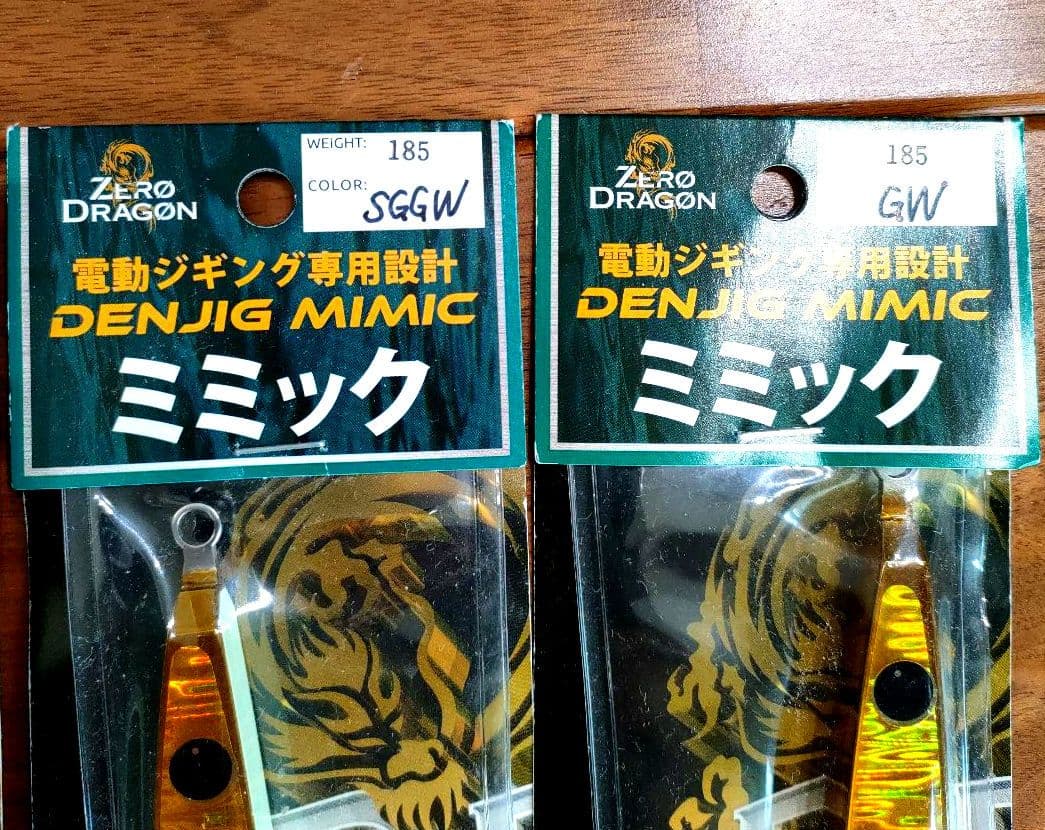 ZERØ
DRAGØN
WEIGHT: 185
COLOR: SGGW
電動ジギング専用設計
DENJIG MIMIC
ミミック
ZERØ
DRAGØN
185
GW
電動ジギング専用設計
DENJIG MIMIC
ミミック